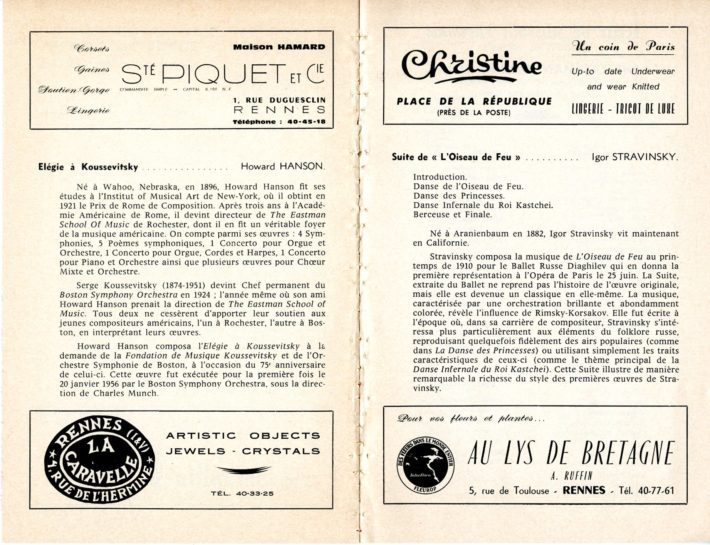 Corsets
Gaines
Soutien Gorge
Lingerie
Maison HAMARD
STÉ PIQUET ET CIE
1, RUE DUGUESCLIN
RENNES
Téléphone : 40-45-18
Elégie à Koussevitsky . . . . . . . . . . . . . . . Howard HANSON.
Né à Wahoo, Nebraska, en 1896, Howard Hanson fit ses
études à l'Institut of Musical Art de New-York, où il obtint en
1921 le Prix de Rome de Composition. Après trois ans à l'Acadé-
mie Américaine de Rome, il devint directeur de The Eastman
School Of Music de Rochester, dont il en fit un véritable foyer
de la musique américaine. On compte parmi ses œuvres : 4 Sym-
phonies, 5 Poèmes symphoniques, 1 Concerto pour Orgue et
Orchestre, 1 Concerto pour Orgue, Cordes et Harpes, 1 Concerto
pour Piano et Orchestre ainsi que plusieurs œuvres pour Chœur
Mixte et Orchestre.
Serge Koussevitsky (1874-1951) devint Chef permanent du
Boston Symphony Orchestra en 1924 ; l'année même où son ami
Howard Hanson prenait la direction de The Eastman School of
Music. Tous deux ne cessèrent d'apporter leur soutien aux
jeunes compositeurs américains, l'un à Rochester, l'autre à Bos-
ton, en interprétant leurs œuvres.
Howard Hanson composa l'Elégie à Koussevitsky à la
demande de la Fondation de Musique Koussevitsky et de l'Or-
chestre Symphonie de Boston, à l'occasion du 75e anniversaire
de celui-ci. Cette œuvre fut exécutée pour la première fois le
20 janvier 1956 par le Boston Symphony Orchestra, sous la direc-
tion de Charles Munch.
RENNES (I&V)
LA
CARAVELLE
1, RUE DE L'HERMINE
ARTISTIC OBJECTS
JEWELS - CRYSTALS
TÉL. 40-33-25
Christine
PLACE DE LA RÉPUBLIQUE
(PRÈS DE LA POSTE)
Un coin de Paris
Up-to date Underwear
and wear Knitted
LINGERIE - TRICOT DE LUXE
Suite de « L'Oiseau de Feu » . . . . . . . . . . Igor STRAVINSKY.
Introduction.
Danse de l'Oiseau de Feu.
Danse des Princesses.
Danse Infernale du Roi Kastchei.
Berceuse et Finale.
Né à Aranienbaum en 1882, Igor Stravinsky vit maintenant
en Californie.
Stravinsky composa la musique de L'Oiseau de Feu au prin-
temps de 1910 pour le Ballet Russe Diaghilev qui en donna la
première représentation à l'Opéra de Paris le 25 juin. La Suite,
extraite du Ballet ne reprend pas l'histoire de l'œuvre originale,
mais elle est devenue un classique en elle-même. La musique,
caractérisée par une orchestration brillante et abondamment
colorée, révèle l'influence de Rimsky-Korsakov. Elle fut écrite à
l'époque où, dans sa carrière de compositeur, Stravinsky s'inté-
ressa plus particulièrement aux éléments du folklore russe,
reproduisant quelquefois fidèlement des airs populaires (comme
dans La Danse des Princesses) ou utilisant simplement les traits
caractéristiques de ceux-ci (comme le thème principal de la
Danse Infernale du Roi Kastchei). Cette Suite illustre de manière
remarquable la richesse du style des premières œuvres de Stra-
vinsky.
Pour vos fleurs et plantes...
DES FLEURS DANS LE MONDE ENTIER
Interflora
FLEUROP
AU LYS DE BRETAGNE
A. RUFFIN
5, rue de Toulouse - RENNES - Tél. 40-77-61